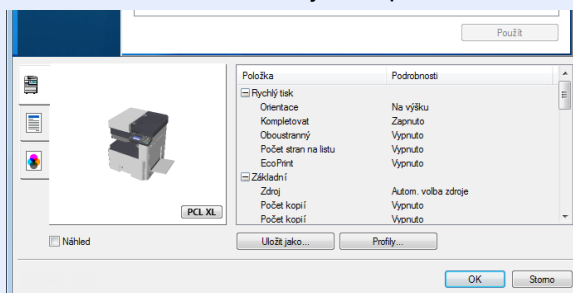 Použít
Položka Podrobnosti
Rychlý tisk
Orientace Na výšku
Kompletovat Zapnuto
Oboustranný Vypnuto
Počet stran na listu Vypnuto
EcoPrint Vypnuto
Základní
Zdroj Autom. volba zdroje
Počet kopií Vypnuto
Počet kopií Vypnuto
PCL XL
Náhled Uložit jako... Profily...
OK Storno